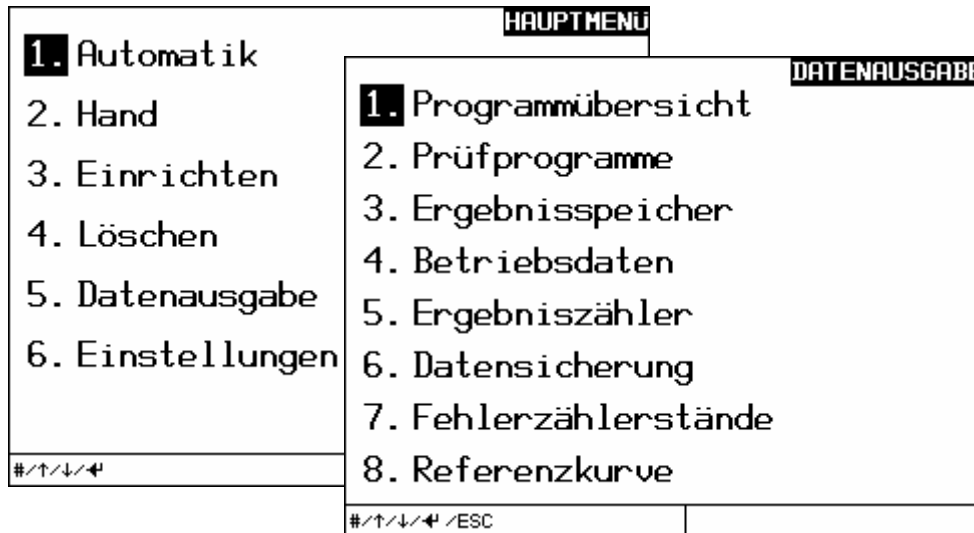 HAUPTMENÜ
1. Automatik
2. Hand
3. Einrichten
4. Löschen
5. Datenausgabe
6. Einstellungen
#/↑/↓/↵
DATENAUSGABE
1. Programmübersicht
2. Prüfprogramme
3. Ergebnisspeicher
4. Betriebsdaten
5. Ergebniszähler
6. Datensicherung
7. Fehlerzählerstände
8. Referenzkurve
#/↑/↓/↵ /ESC